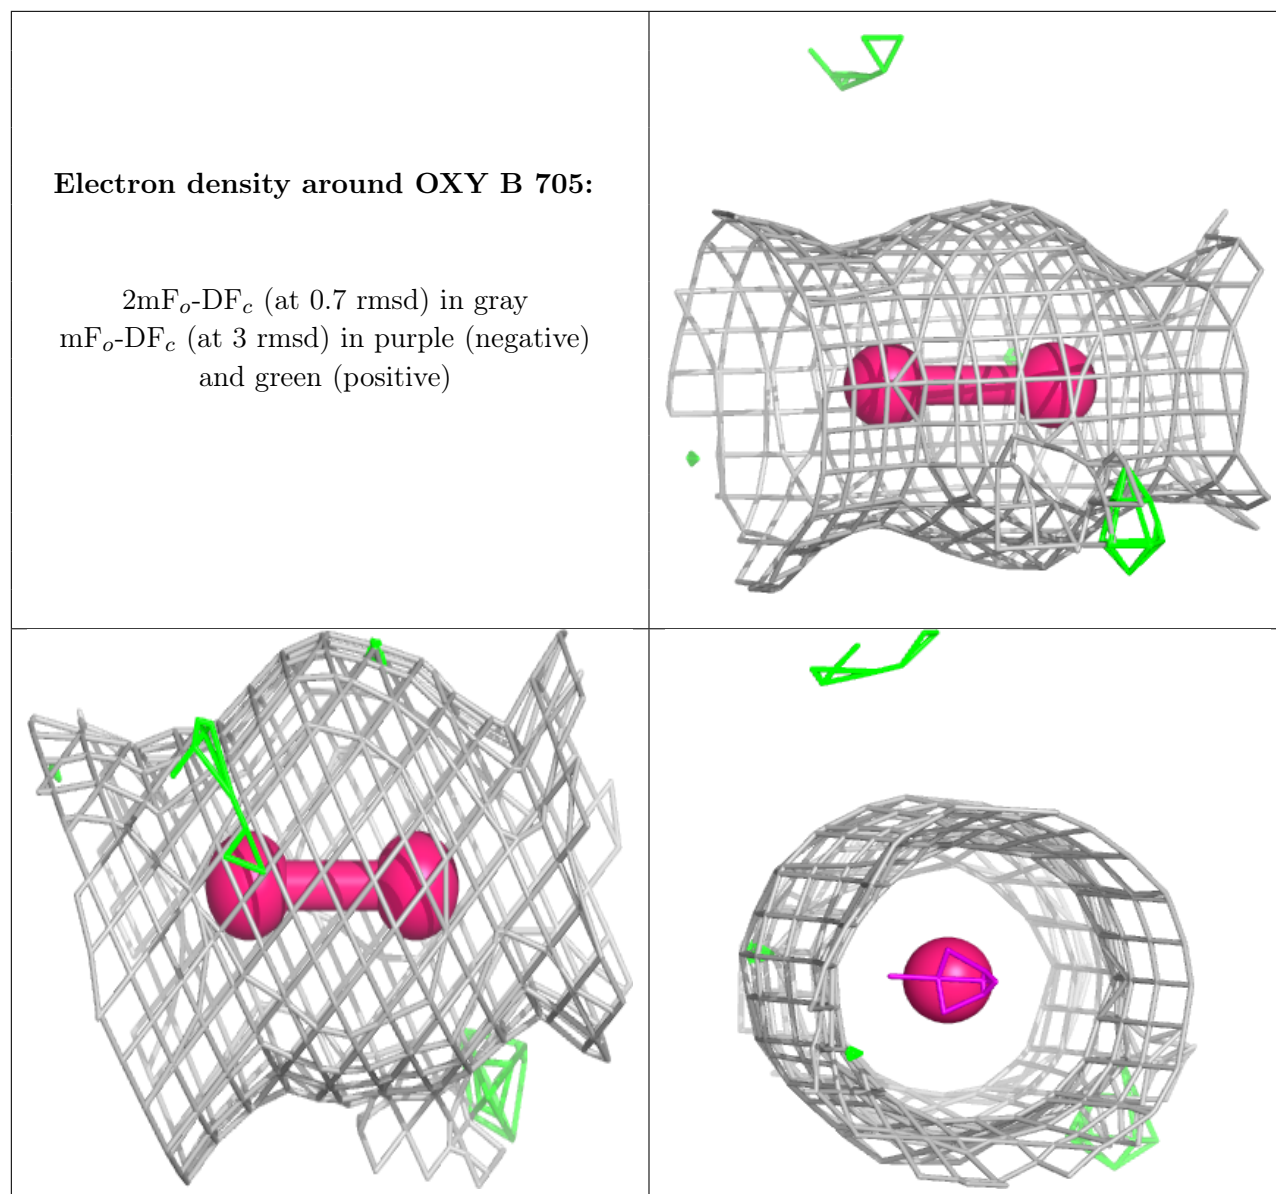 Electron density around OXY B 705:
2mFo-DFc (at 0.7 rmsd) in gray
mFo-DFc (at 3 rmsd) in purple (negative)
and green (positive)